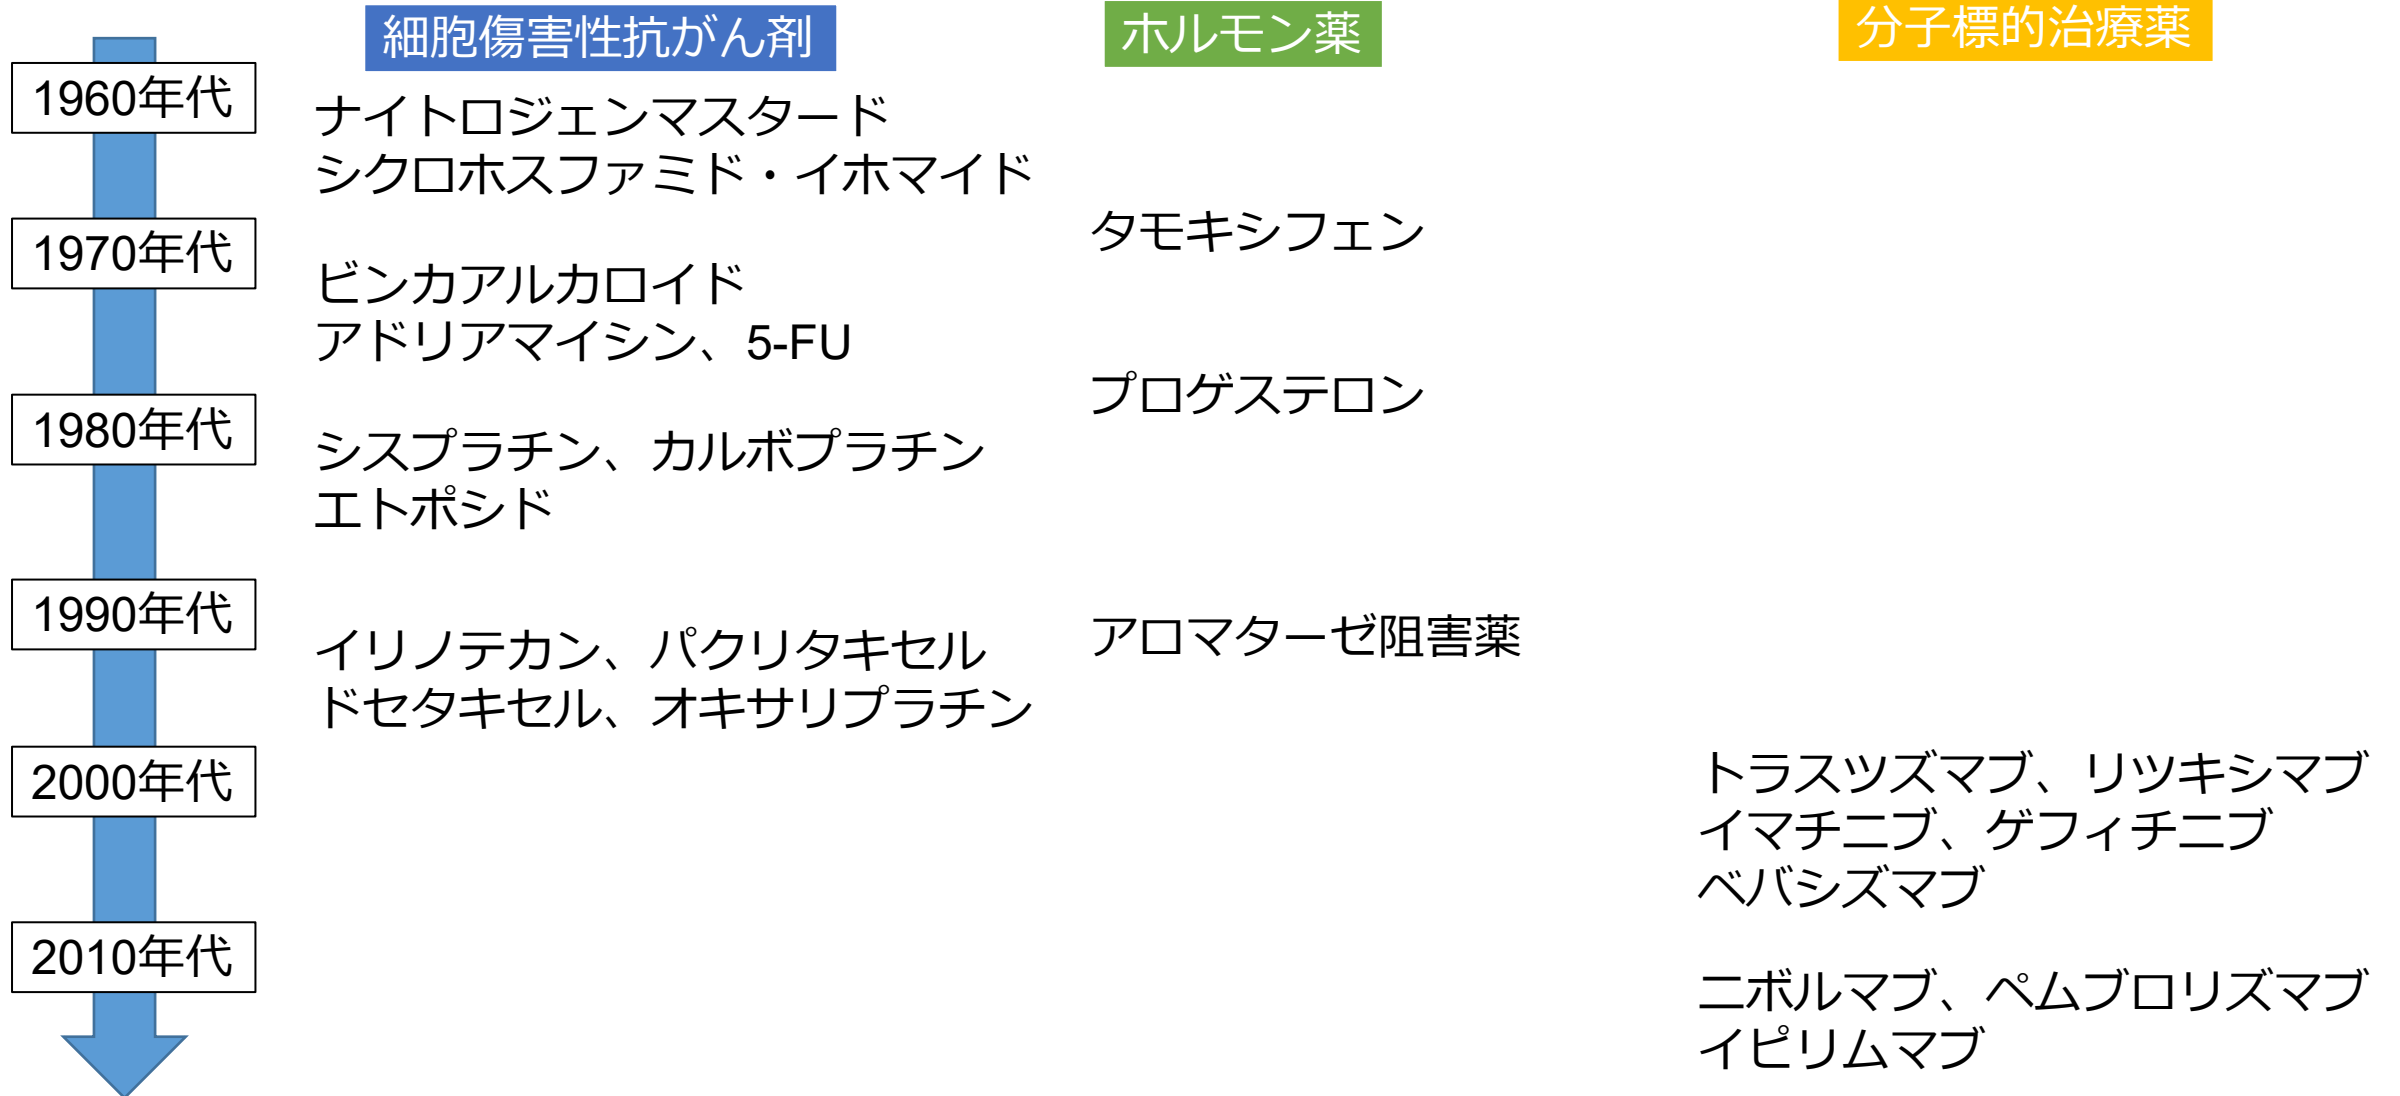 細胞傷害性抗がん剤
ホルモン薬
分子標的治療薬
1960年代
ナイトロジェンマスタード
シクロホスファミド・イホマイド
1970年代
タモキシフェン
ビンカアルカロイド
アドリアマイシン、5-FU
プロゲステロン
1980年代
シスプラチン、カルボプラチン
エトポシド
1990年代
イリノテカン、パクリタキセル
ドセタキセル、オキサリプラチン
アロマターゼ阻害薬
2000年代
トラスツズマブ、リツキシマブ
イマチニブ、ゲフィチニブ
ベバシズマブ
2010年代
ニボルマブ、ペムブロリズマブ
イピリムマブ